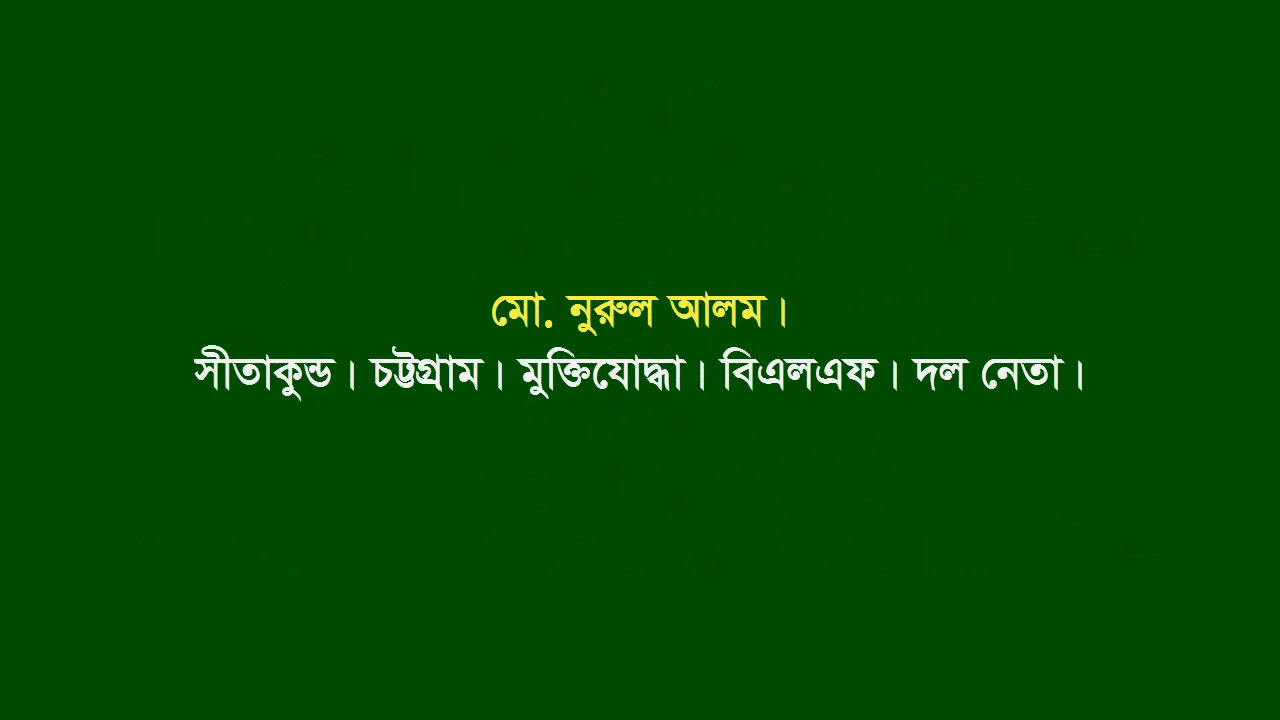 মো. নুরুল আলম।
সীতাকুন্ড। চট্টগ্রাম। মুক্তিযোদ্ধা। বিএলএফ। দল নেতা।